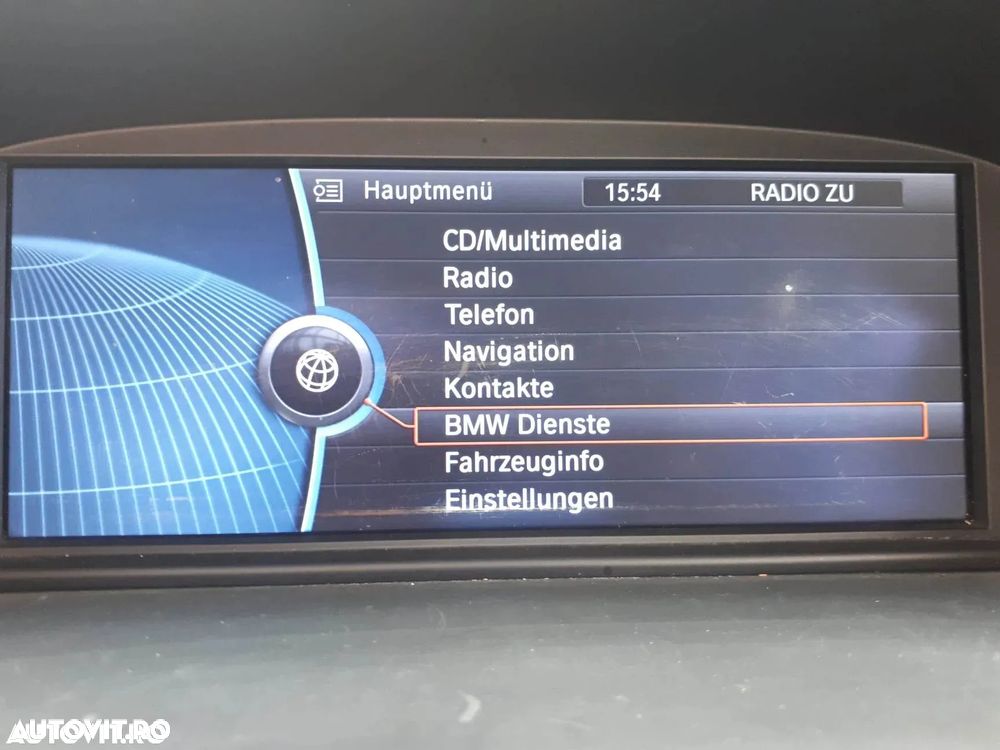 Hauptmenü 15:54 RADIO ZU
CD/Multimedia
Radio
Telefon
Navigation
Kontakte
BMW Dienste
Fahrzeuginfo
Einstellungen
AUTOVIT.RO